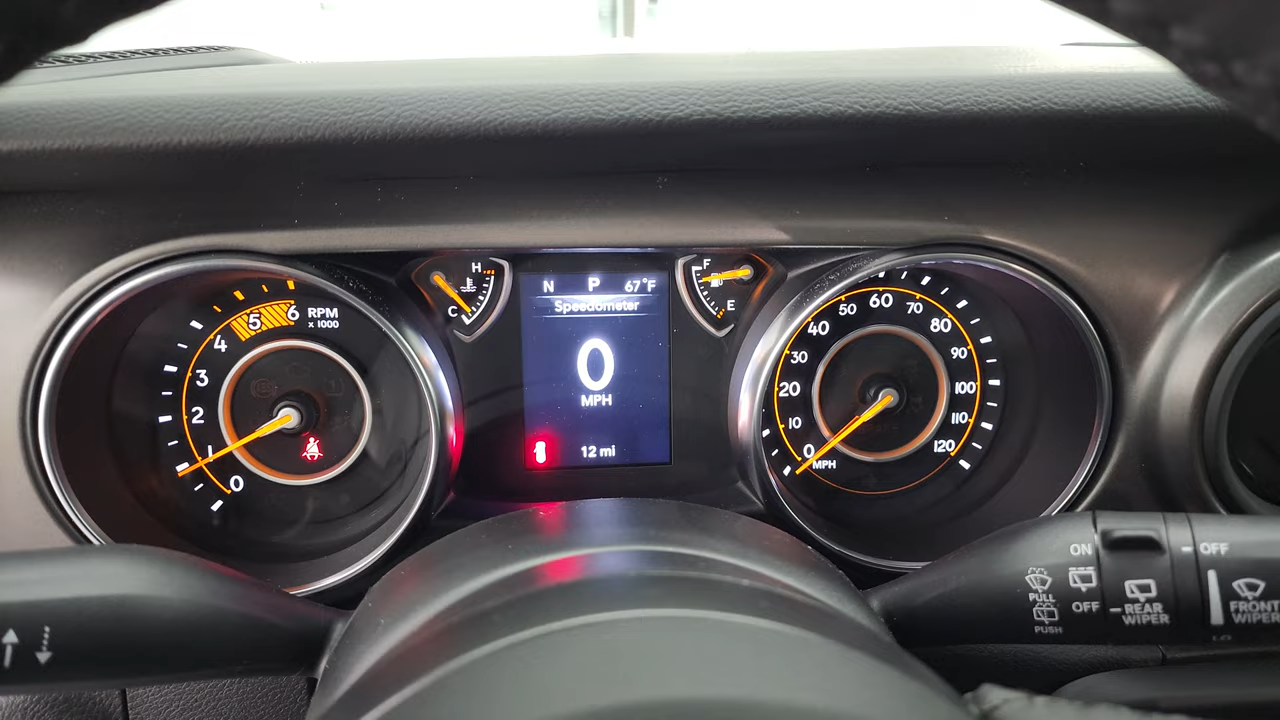 H
C
N P 67°F
Speedometer
0
MPH
12 mi
F
E
0
1
2
3
4
5
6
RPM
x 1000
0
10
20
30
40
50
60
70
80
90
100
110
120
MPH
ON
OFF
PULL
PUSH
OFF
REAR
WIPER
FRONT
WIPER
LO